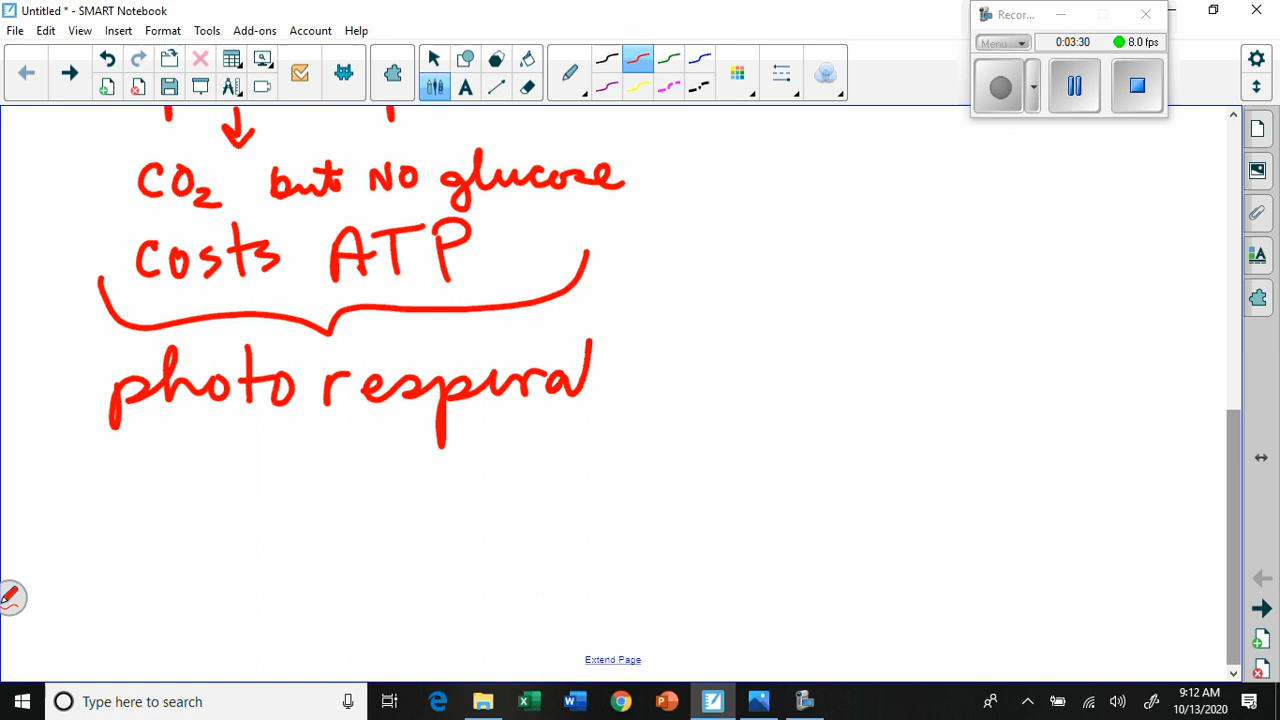 Untitled * - SMART Notebook
File Edit View Insert Format Tools Add-ons Account Help
Recor...
Menu 0:03:30 8.0 fps
CO2 but NO glucose
costs ATP
photo respirat
Extend Page
Type here to search
9:12 AM
10/13/2020